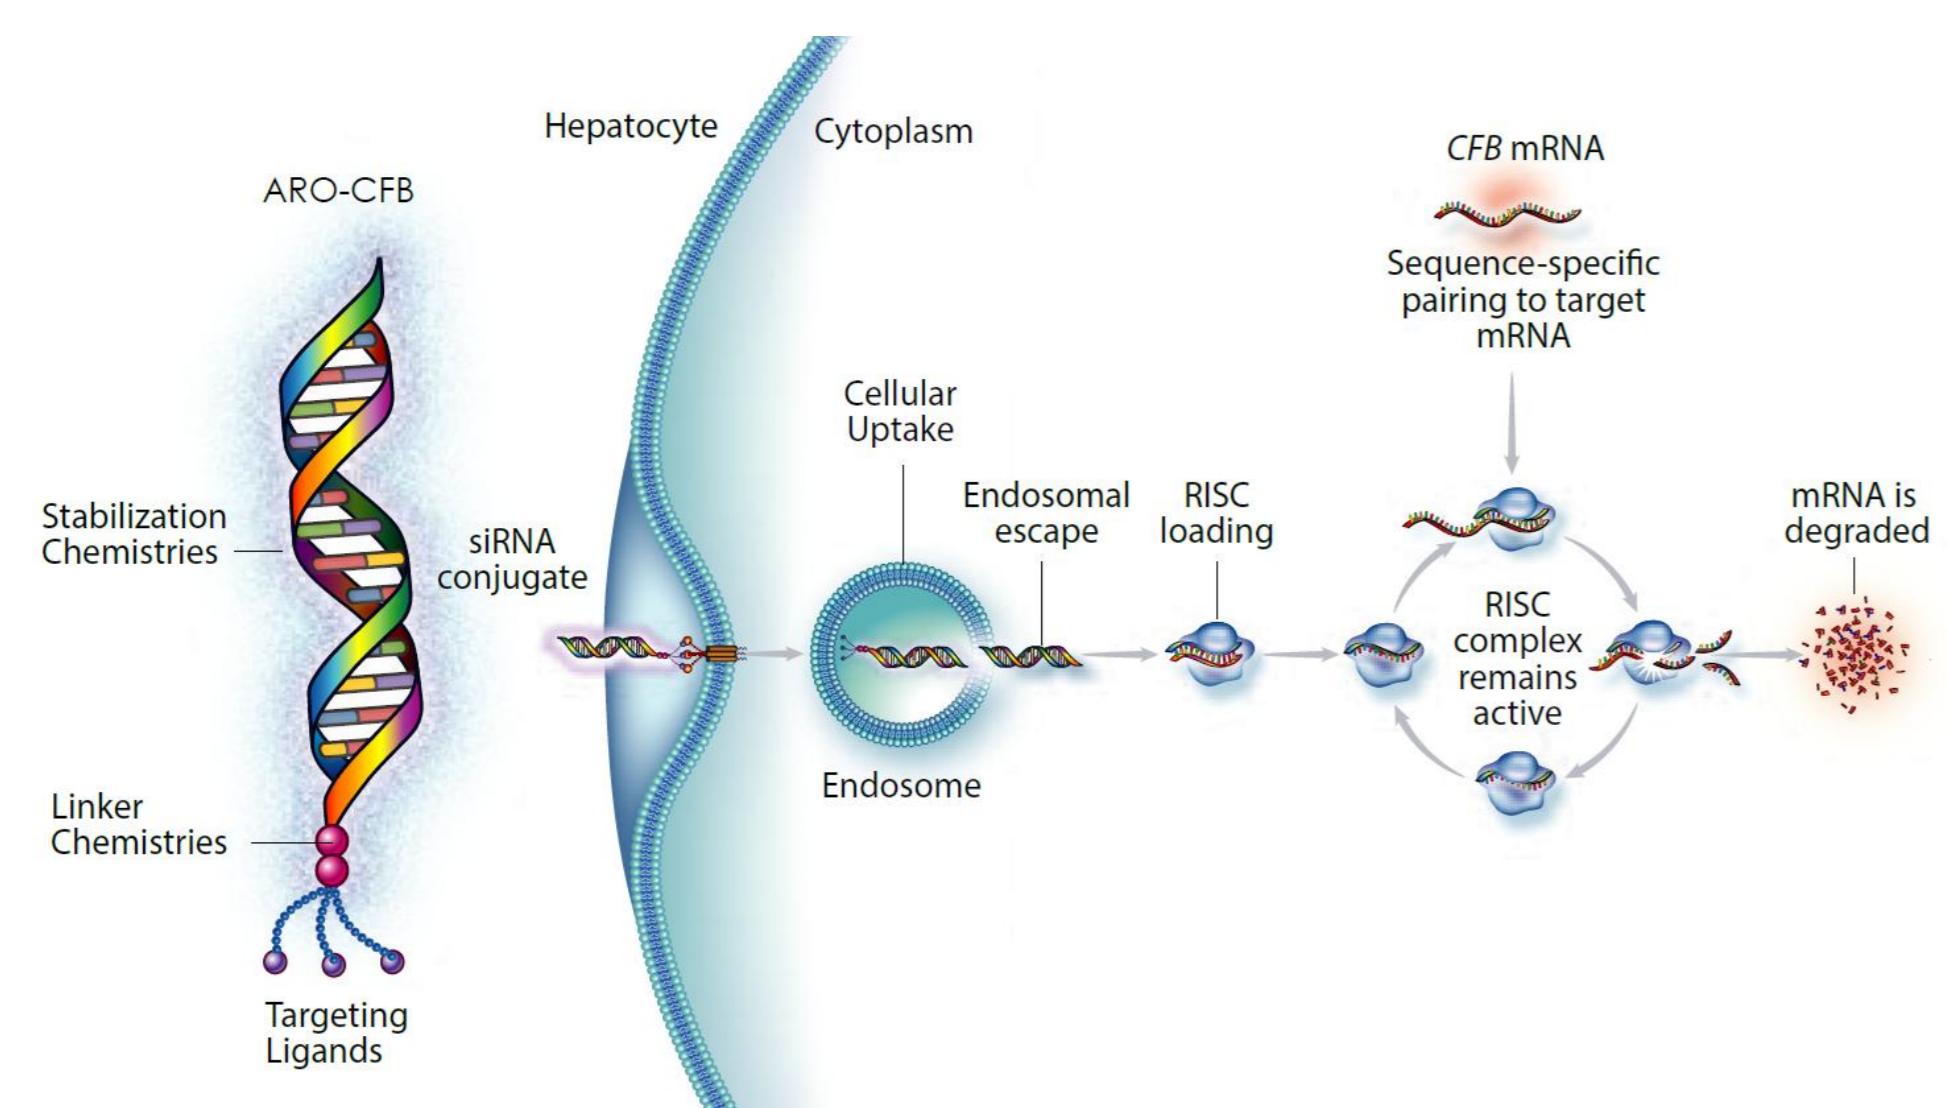 Hepatocyte
Cytoplasm
ARO-CFB
CFB mRNA
Sequence-specific
pairing to target
mRNA
Stabilization
Chemistries
siRNA
conjugate
Cellular
Uptake
Endosomal
escape
RISC
loading
RISC
complex
remains
active
mRNA is
degraded
Endosome
Linker
Chemistries
Targeting
Ligands